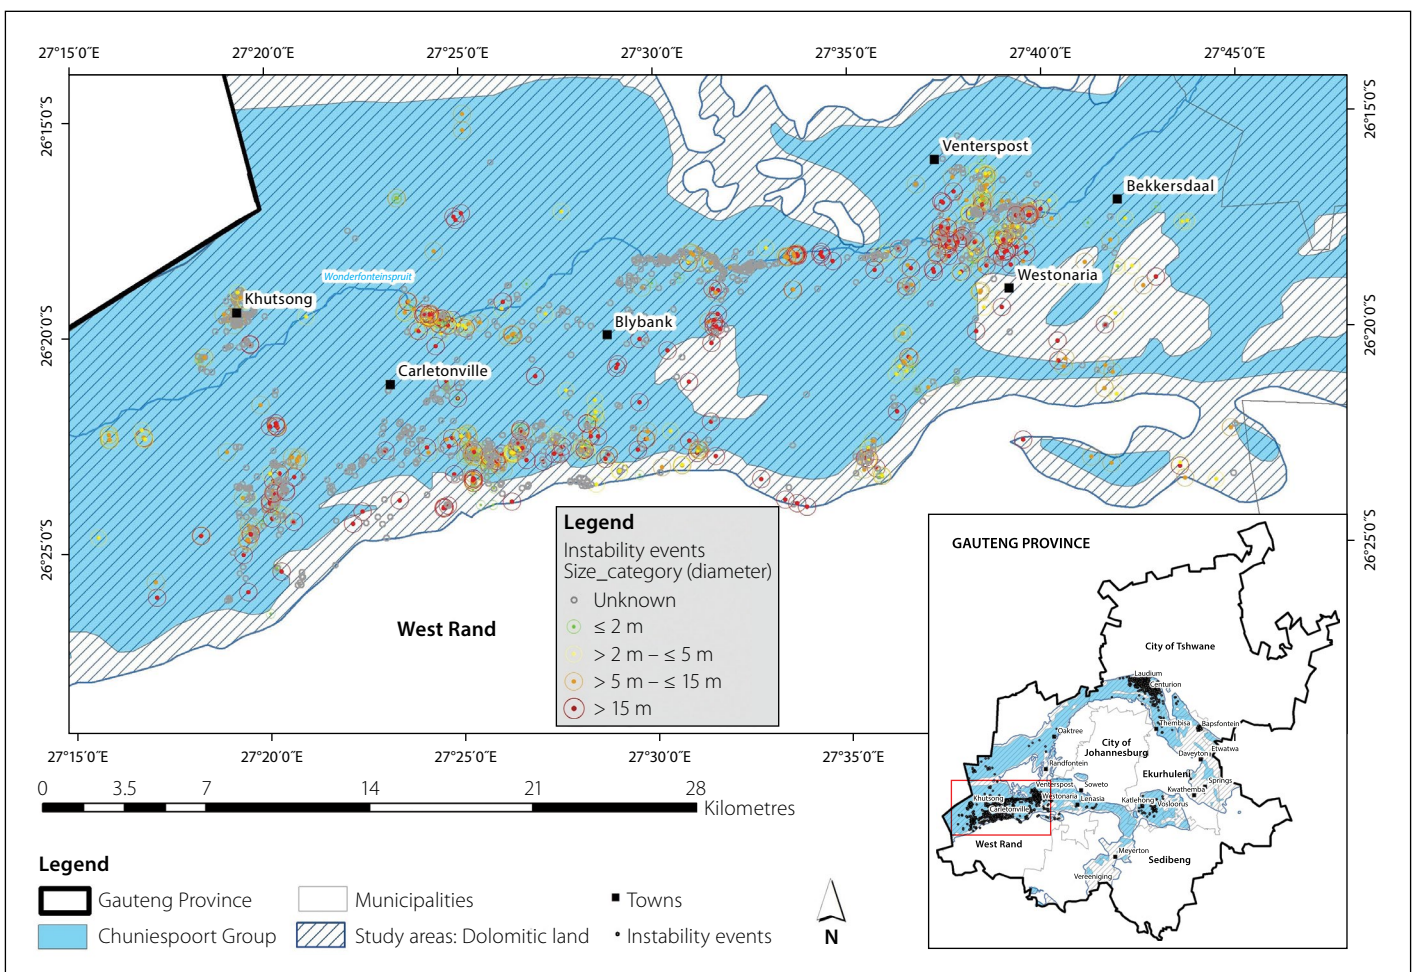 27°15′0″E 27°20′0″E 27°25′0″E 27°30′0″E 27°35′0″E 27°40′0″E 27°45′0″E
26°15′0″S
26°15′0″S
Venterspost
Bekkersdaal
Wonderfonteinspruit
Westonaria
Khutsong
Blybank
26°20′0″S
26°20′0″S
Carletonville
26°25′0″S
26°25′0″S
West Rand
Legend
Instability events
Size_category (diameter)
Unknown
≤ 2 m
> 2 m – ≤ 5 m
> 5 m – ≤ 15 m
> 15 m
27°15′0″E 27°20′0″E 27°25′0″E 27°30′0″E 27°35′0″E
0 3.5 7 14 21 28
Kilometres
GAUTENG PROVINCE
City of Tshwane
Laudium
Centurion
Thembisa
Bapsfontein
Oaktree
City of
Johannesburg
Daveyton
Etwatwa
Randfontein
Ekurhuleni
Springs
Venterspost
Soweto
Kwathemba
Khutsong
Westonaria
Lenasia
Katlehong
Vosloorus
Carletonville
West Rand
Meyerton
Sedibeng
Vereeniging
Legend
Gauteng Province
Municipalities
Towns
Chuniespoort Group
Study areas: Dolomitic land
Instability events
N